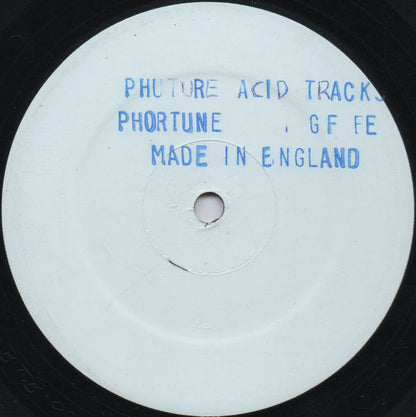 PHUTURE ACID TRACKS
PHORTUNE . GF FE
MADE IN ENGLAND